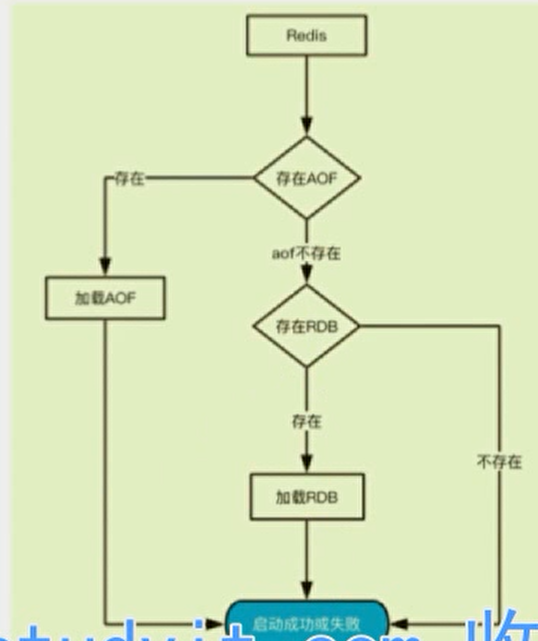 Redis
存在AOF
存在
aof不存在
加载AOF
存在RDB
存在
不存在
加载RDB
启动成功或失败
studyit.com 收